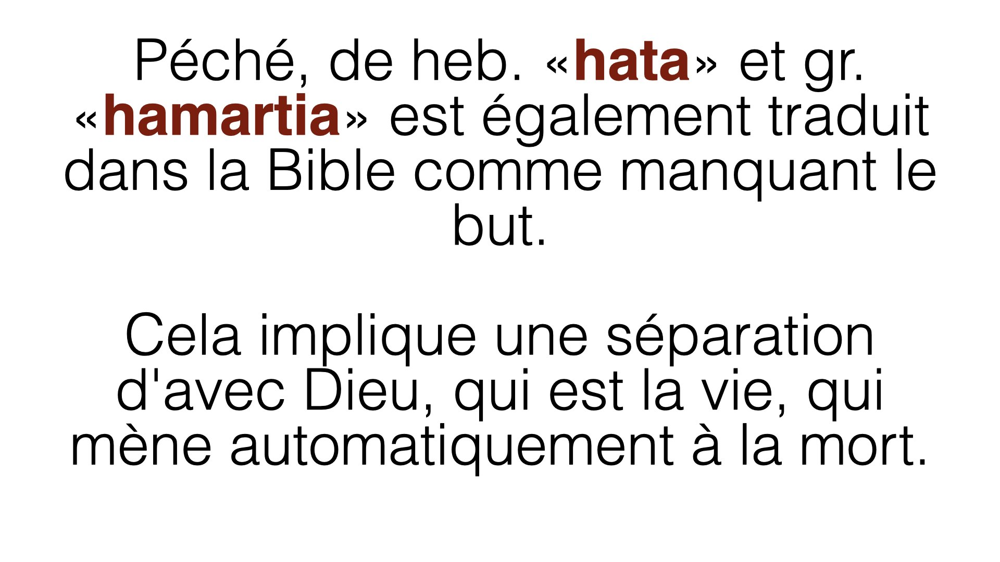 Péché, de heb. «hata» et gr.
«hamartia» est également traduit
dans la Bible comme manquant le
but.
Cela implique une séparation
d'avec Dieu, qui est la vie, qui
mène automatiquement à la mort.